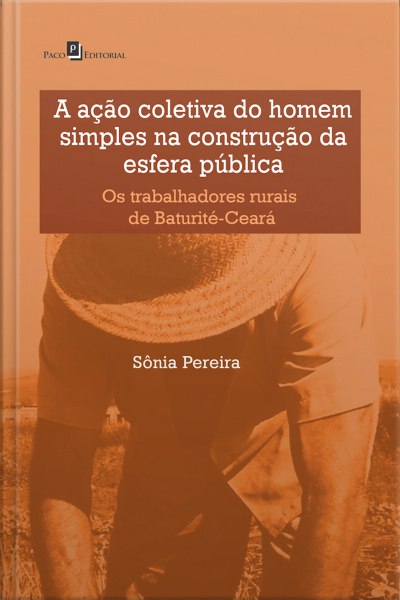 PACO EDITORIAL
A ação coletiva do homem
simples na construção da
esfera pública
Os trabalhadores rurais
de Baturité-Ceará
Sônia Pereira